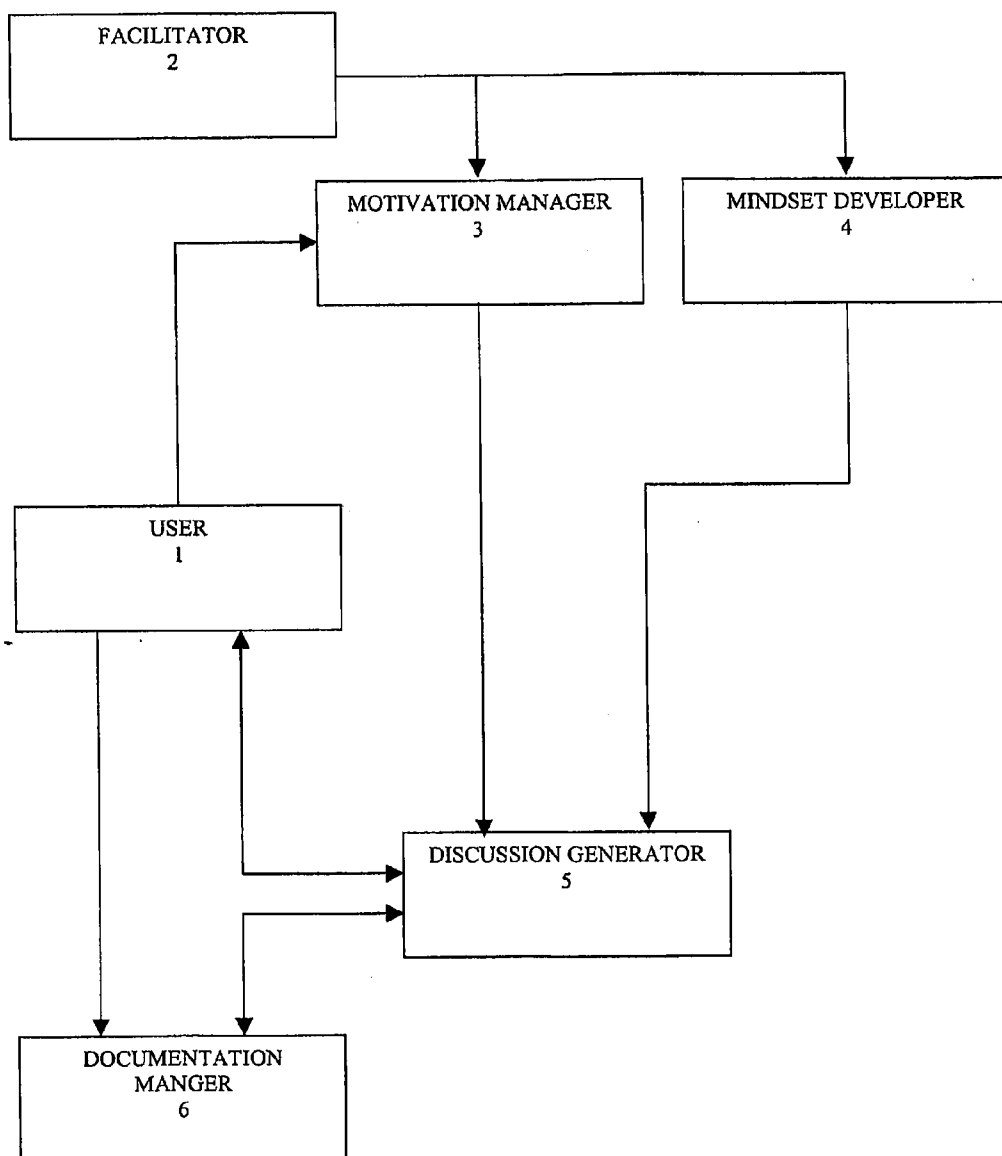 FACILITATOR
2
MOTIVATION MANAGER
3
MINDSET DEVELOPER
4
USER
1
DISCUSSION GENERATOR
5
DOCUMENTATION
MANGER
6